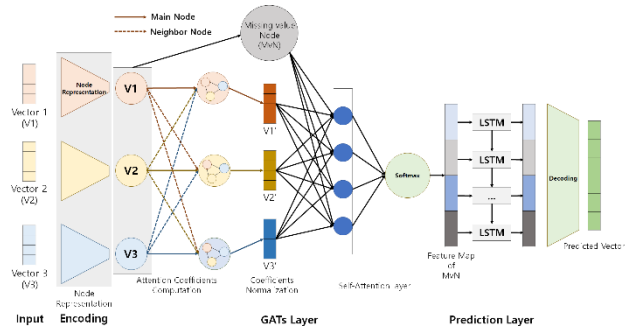 Main Node
Neighbor Node
Missing value
Node
(MvN)
Node
Representation
Vector 1
(V1)
V1
V1'
LSTM
Vector 2
(V2)
V2
V2'
Softmax
LSTM
Decoding
...
Vector 3
(V3)
V3
V3'
LSTM
Node
Representation
Attention Coefficients
Computation
Coefficients
Normalization
Self-Attention Layer
Feature Map
of
MvN
Predicted Vector
Input
Encoding
GATs Layer
Prediction Layer